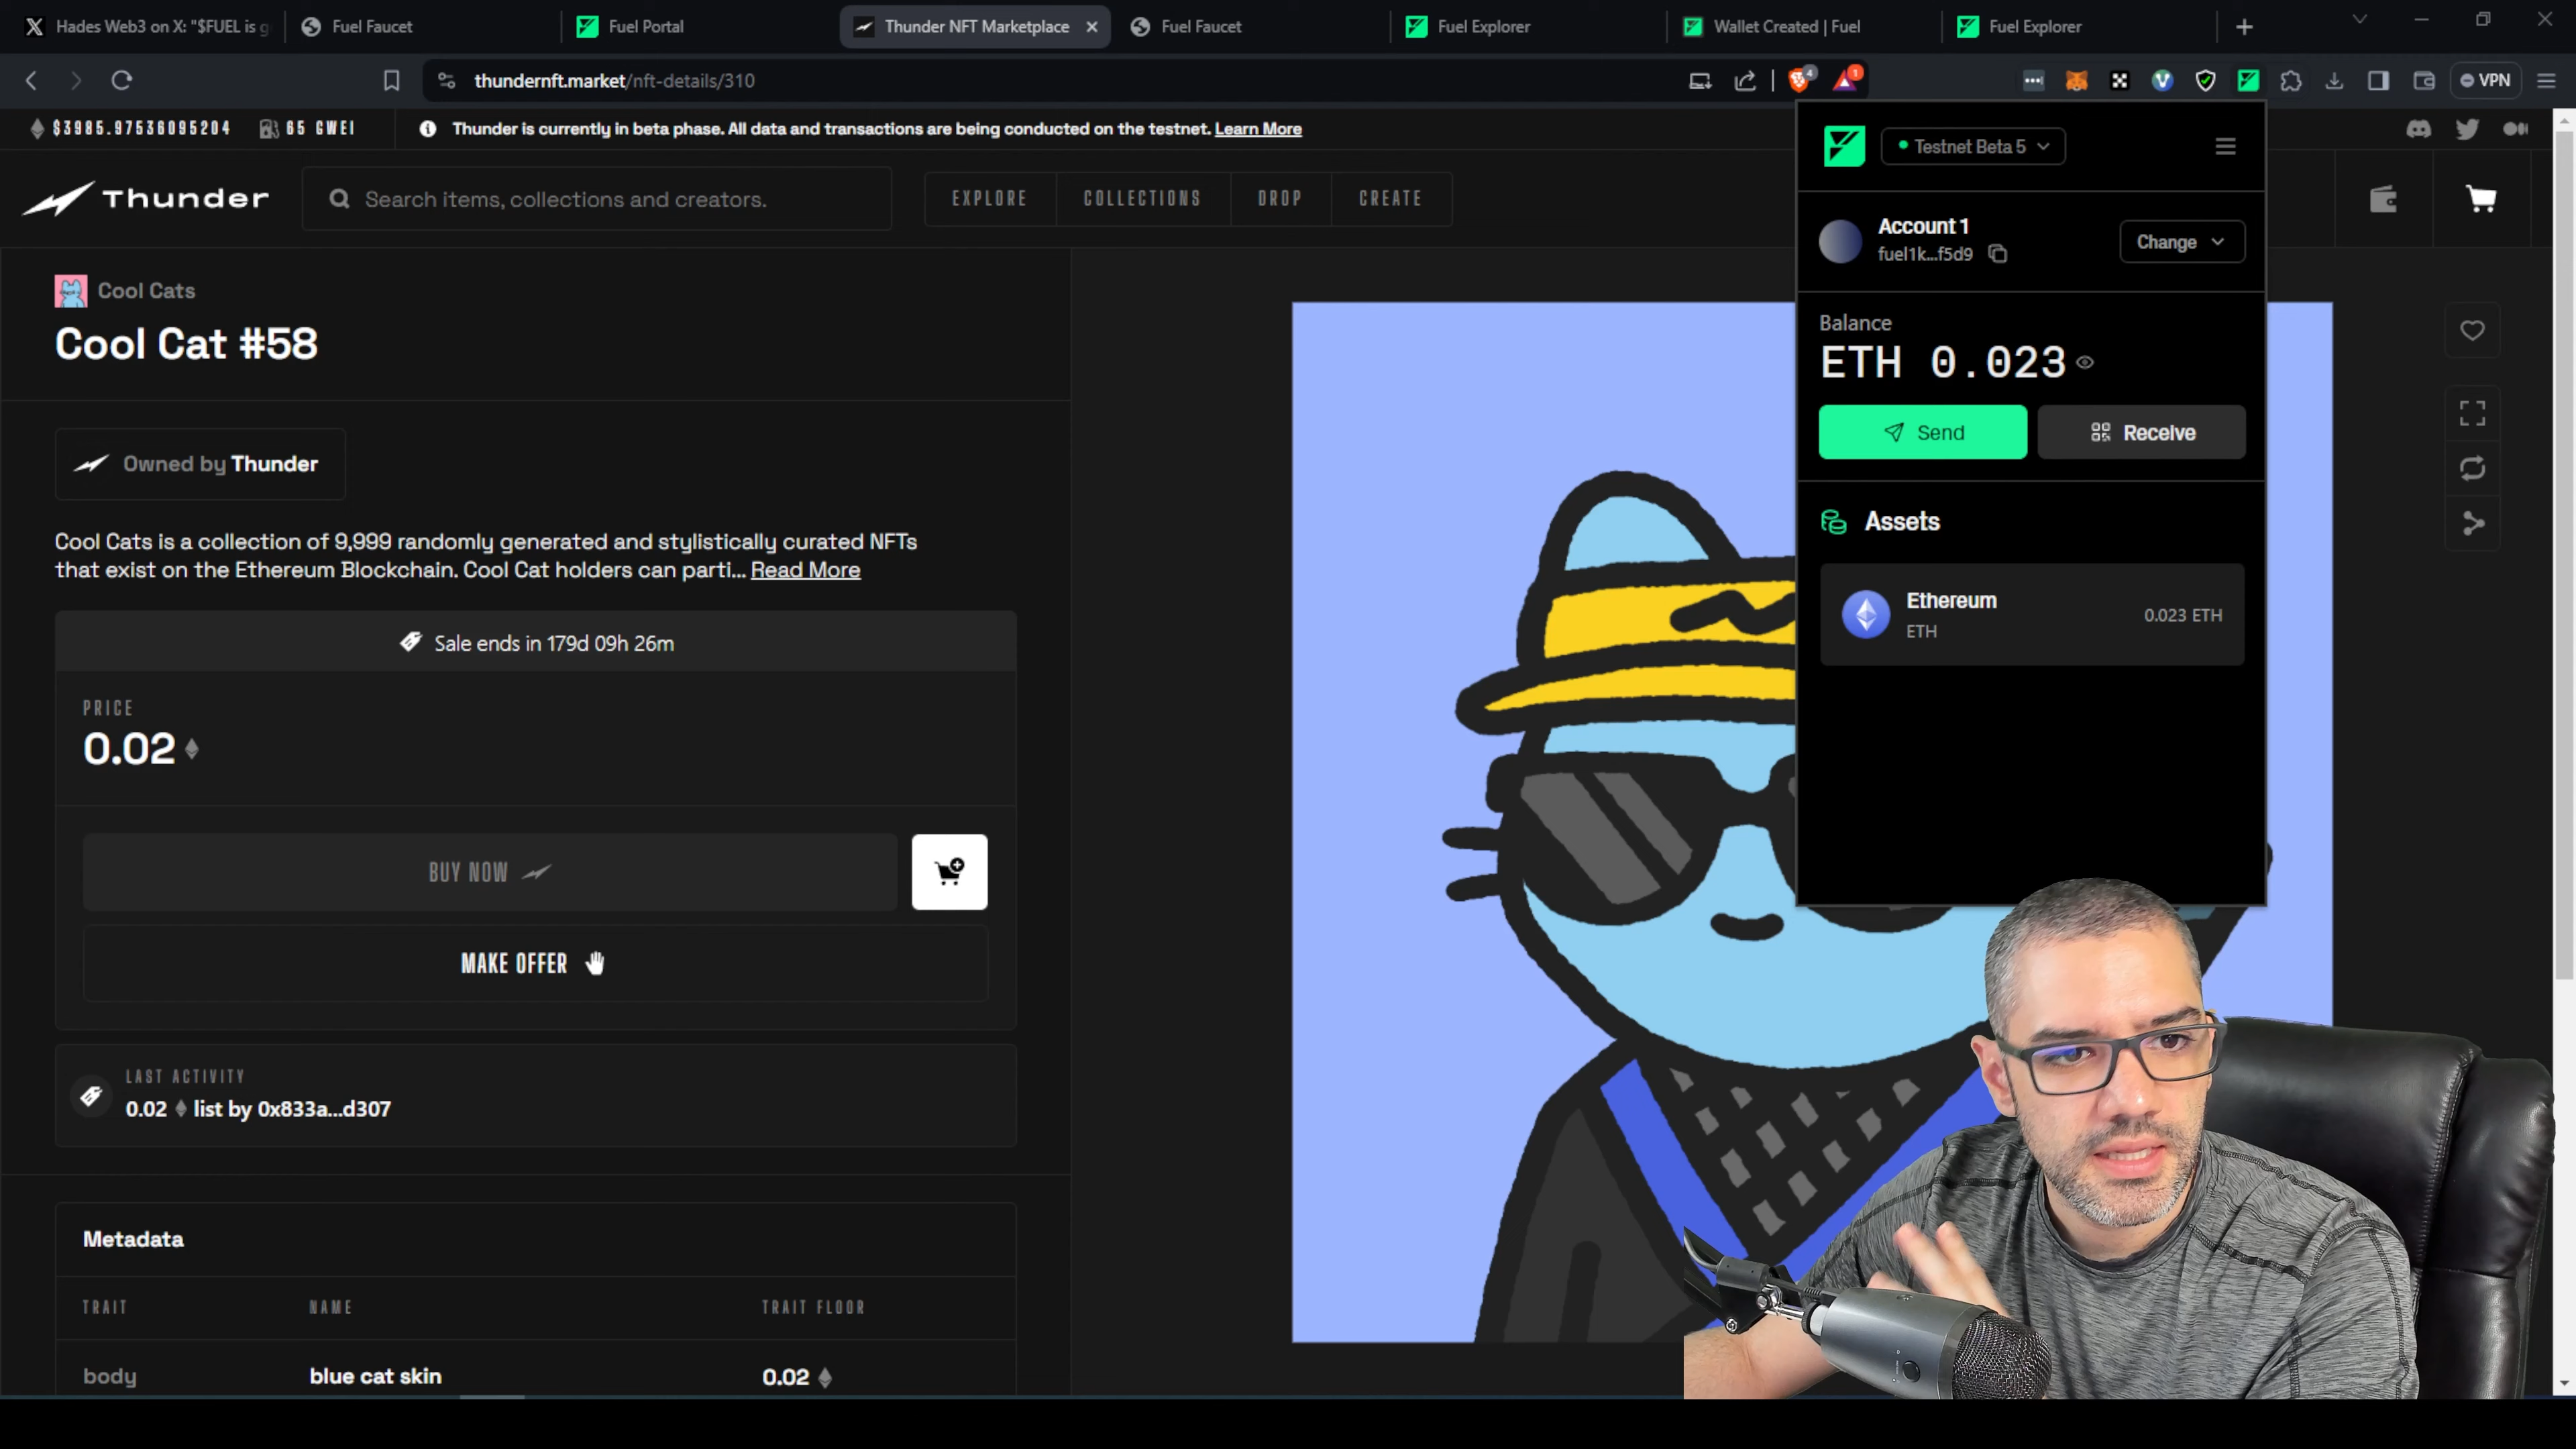 Hades Web3 on X: "$FUEL is g
Fuel Faucet
Fuel Portal
Thunder NFT Marketplace
Fuel Faucet
Fuel Explorer
Wallet Created | Fuel
Fuel Explorer
thundernft.market/nft-details/310
4
1
VPN
$3985.97536095204
65 GWEI
Thunder is currently in beta phase. All data and transactions are being conducted on the testnet. Learn More
Thunder
Search items, collections and creators.
EXPLORE
COLLECTIONS
DROP
CREATE
Testnet Beta 5
Account 1
fuel1k...f5d9
Change
Balance
ETH 0.023
Send
Receive
Assets
Ethereum
ETH
0.023 ETH
Cool Cats
Cool Cat #58
Owned by Thunder
Cool Cats is a collection of 9,999 randomly generated and stylistically curated NFTs
that exist on the Ethereum Blockchain. Cool Cat holders can parti... Read More
Sale ends in 179d 09h 26m
PRICE
0.02
BUY NOW
MAKE OFFER
LAST ACTIVITY
0.02 list by 0x833a...d307
Metadata
TRAIT NAME TRAIT FLOOR
body blue cat skin 0.02